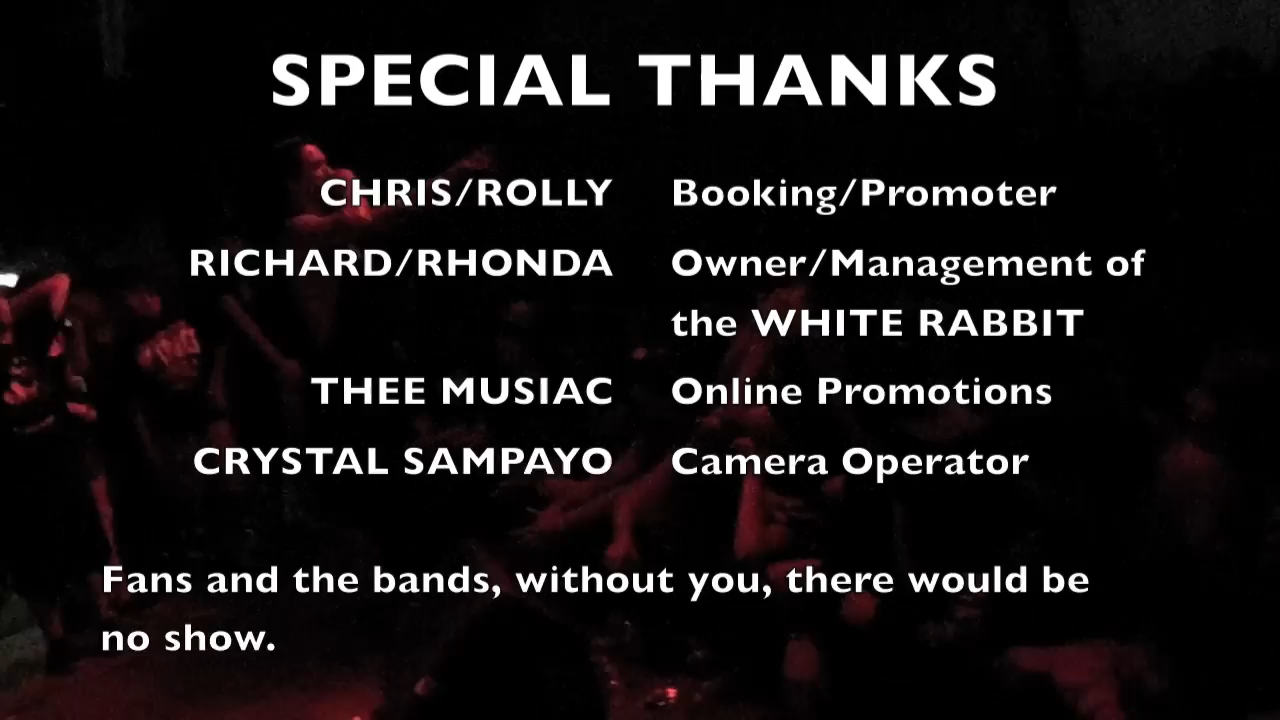 SPECIAL THANKS
CHRIS/ROLLY Booking/Promoter
RICHARD/RHONDA Owner/Management of
the WHITE RABBIT
THEE MUSIAC Online Promotions
CRYSTAL SAMPAYO Camera Operator
Fans and the bands, without you, there would be
no show.